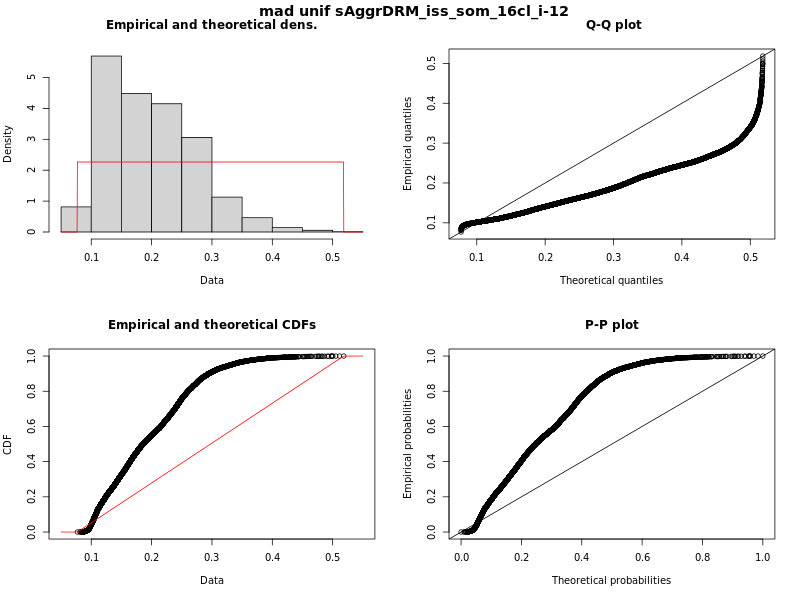 mad unif sAggrDRM_iss_som_16cl_i-12
Empirical and theoretical dens.
Density
0 1 2 3 4 5
0.1 0.2 0.3 0.4 0.5
Data
Q-Q plot
Empirical quantiles
0.1 0.2 0.3 0.4 0.5
0.1 0.2 0.3 0.4 0.5
Theoretical quantiles
Empirical and theoretical CDFs
CDF
0.0 0.2 0.4 0.6 0.8 1.0
0.1 0.2 0.3 0.4 0.5
Data
P-P plot
Empirical probabilities
0.0 0.2 0.4 0.6 0.8 1.0
0.0 0.2 0.4 0.6 0.8 1.0
Theoretical probabilities